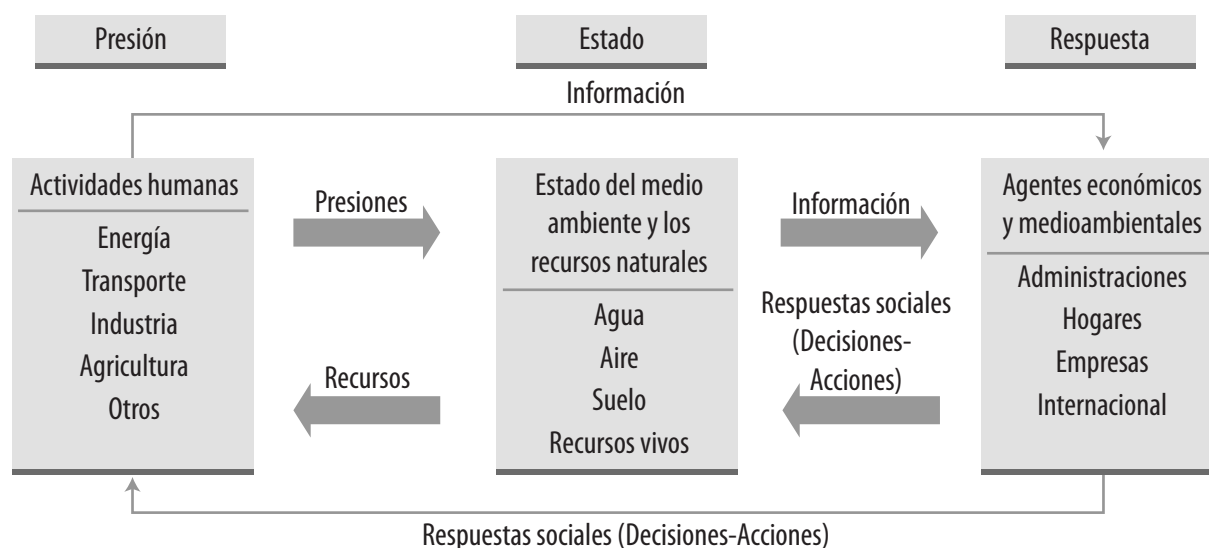 Presión
Estado
Respuesta
Información
Actividades humanas
Energía
Transporte
Industria
Agricultura
Otros
Presiones
Recursos
Estado del medio
ambiente y los
recursos naturales
Agua
Aire
Suelo
Recursos vivos
Información
Respuestas sociales
(Decisiones-
Acciones)
Agentes económicos
y medioambientales
Administraciones
Hogares
Empresas
Internacional
Respuestas sociales (Decisiones-Acciones)